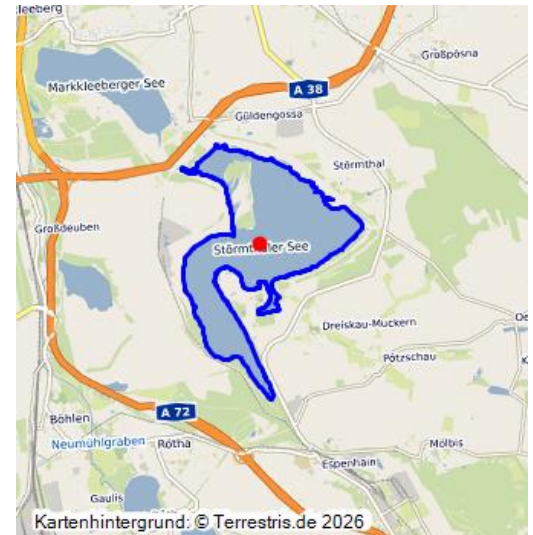 kleeberg
Markkleeberger See
Großpösna
A 38
Güldengossa
Störmthal
Großdeuben
Störmthaler See
Dreiskau-Muckern
Oe
Pötzschau
K
A 72
Böhlen
Neumühlgraben
Rötha
Mölbis
Espenhain
Gaulis
Kartenhintergrund: © Terrestris.de 2026